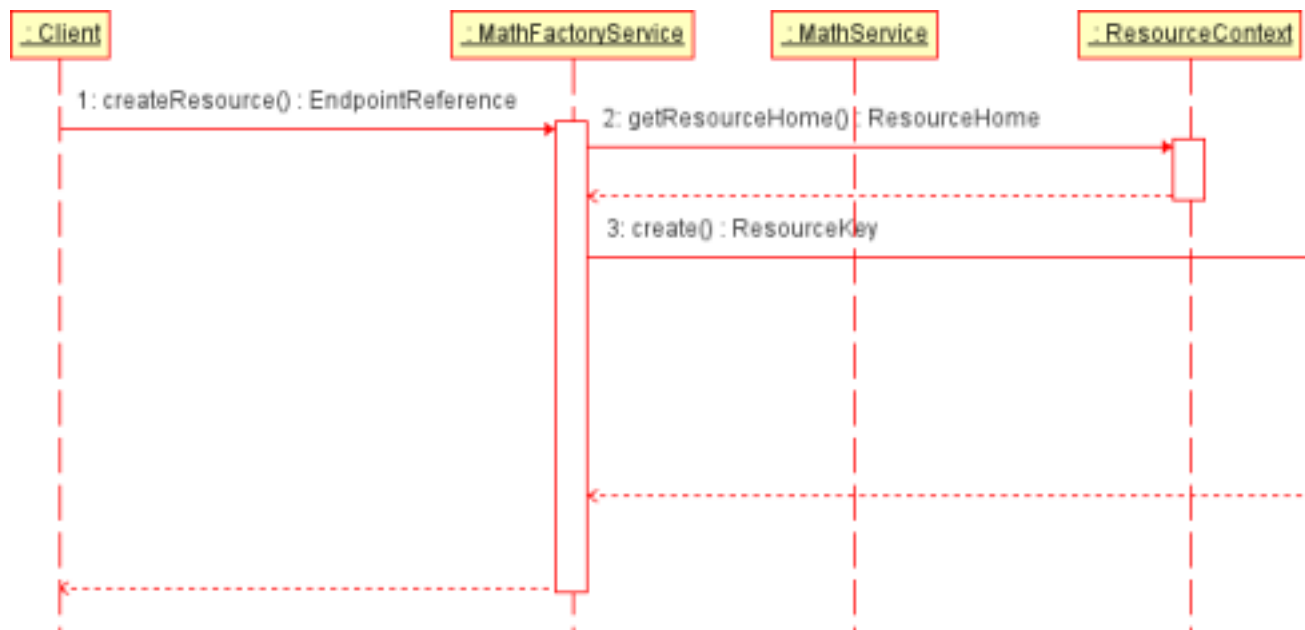 : Client
: MathFactoryService
: MathService
: ResourceContext
1: createResource() : EndpointReference
2: getResourceHome() : ResourceHome
3: create() : ResourceKey